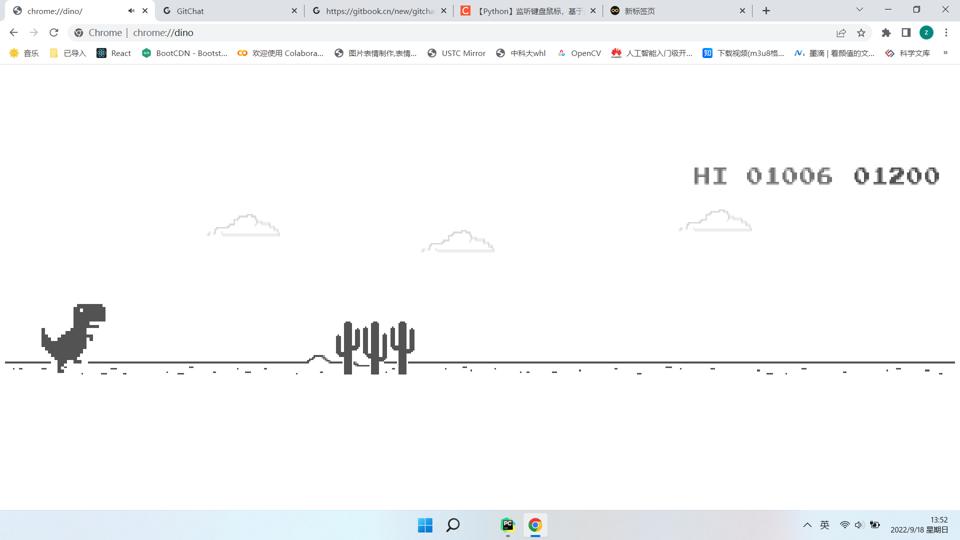 chrome://dino/
GitChat
https://gitbook.cn/new/gitcha
【Python】监听键盘鼠标，基于
新标签页
Chrome | chrome://dino
音乐
已导入
React
BootCDN - Bootst...
欢迎使用 Colabora...
图片表情制作,表情...
USTC Mirror
中科大whl
OpenCV
人工智能入门级开...
下载视频(m3u8格...
墨滴 | 看颜值的文...
科学文库
»
HI 01006 01200
英
13:52
2022/9/18 星期日